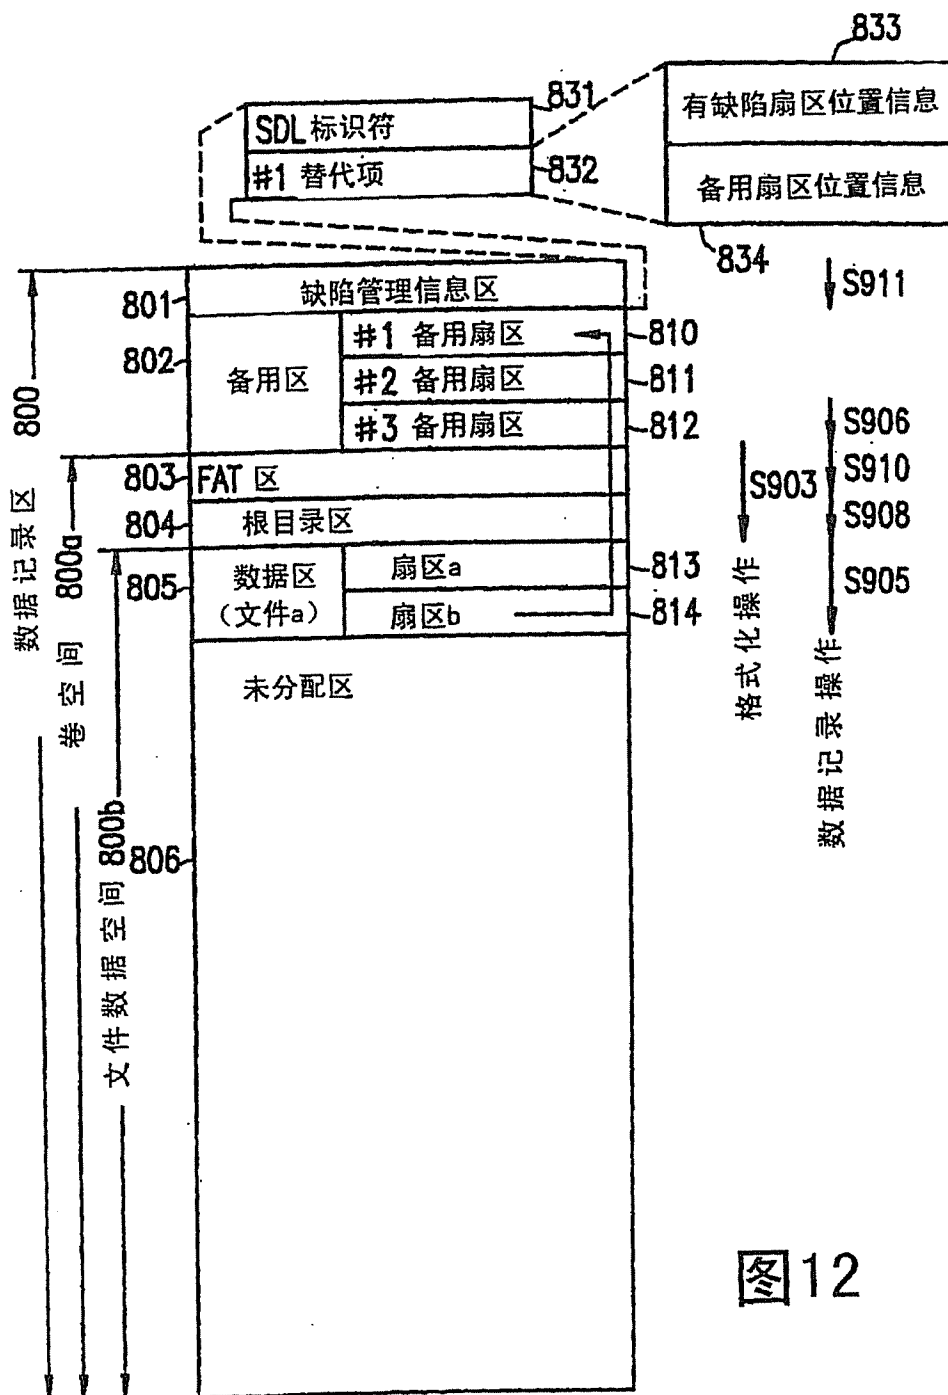 833
831
SDL 标识符
832
#1 替代项
有缺陷扇区位置信息
备用扇区位置信息
834
S911
801
缺陷管理信息区
802
备用区
#1 备用扇区
810
#2 备用扇区
811
#3 备用扇区
812
S906
803
FAT 区
S903
S910
804
根目录区
S908
805
数据区
(文件a)
扇区a
813
扇区b
814
S905
未分配区
806
数据记录区 800
卷空间 800a
文件数据空间 800b
格式化操作
数据记录操作
图12